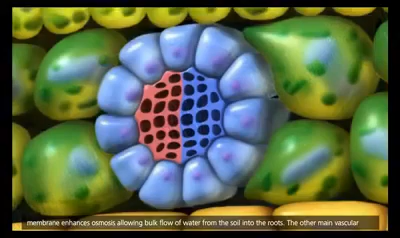 membrane enhances osmosis allowing bulk flow of water from the soil into the roots. The other main vascular